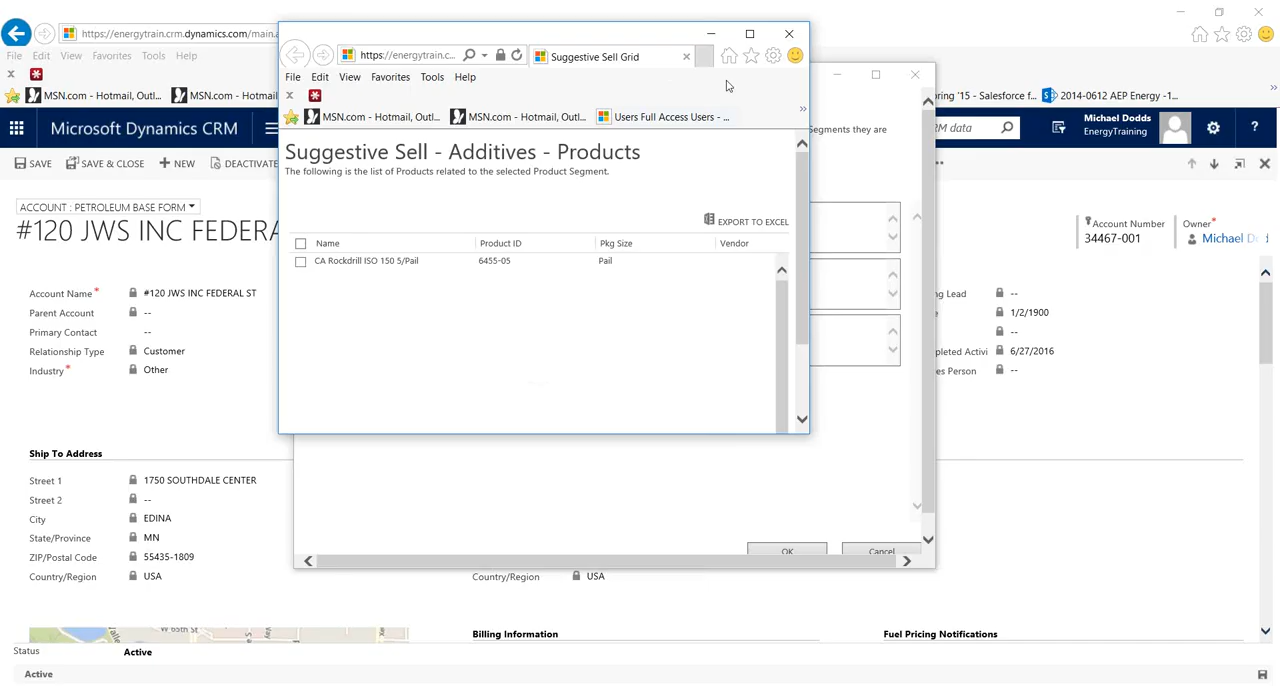 https://energytrain.crm.dynamics.com/main.a
File Edit View Favorites Tools Help
x
MSN.com - Hotmail, Outl...
MSN.com - Hotmail
ring '15 - Salesforce f...
2014-0612 AEP Energy -1...
»
Microsoft Dynamics CRM
RM data
Michael Dodds
EnergyTraining
?
SAVE
SAVE & CLOSE
NEW
DEACTIVATE
...
ACCOUNT : PETROLEUM BASE FORM
#120 JWS INC FEDERAL
Account Number
34467-001
Owner*
Michael D
Account Name* #120 JWS INC FEDERAL ST
Parent Account --
Primary Contact --
Relationship Type Customer
Industry* Other
ng Lead --
1/2/1900
--
pleted Activi 6/27/2016
es Person --
Ship To Address
Street 1 1750 SOUTHDALE CENTER
Street 2 --
City EDINA
State/Province MN
ZIP/Postal Code 55435-1809
Country/Region USA
Country/Region USA
W 65th St
Billing Information
Fuel Pricing Notifications
Status Active
Active
egments they are
OK
Cancel
https://energytrain.c...
Suggestive Sell Grid
File Edit View Favorites Tools Help
x
MSN.com - Hotmail, Outl...
MSN.com - Hotmail, Outl...
Users Full Access Users - ...
»
Suggestive Sell - Additives - Products
The following is the list of Products related to the selected Product Segment.
EXPORT TO EXCEL
Name Product ID Pkg Size Vendor
CA Rockdrill ISO 150 5/Pail 6455-05 Pail